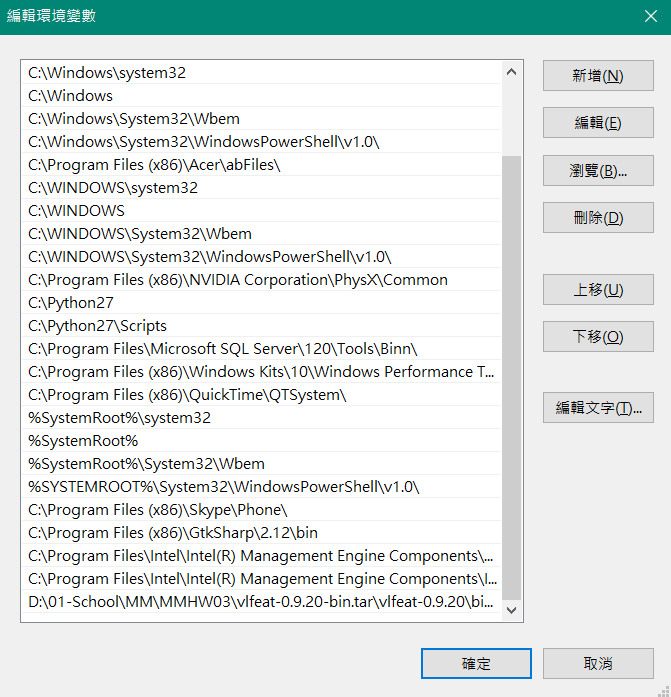 編輯環境變數
C:\Windows\system32
C:\Windows
C:\Windows\System32\Wbem
C:\Windows\System32\WindowsPowerShell\v1.0\
C:\Program Files (x86)\Acer\abFiles\
C:\WINDOWS\system32
C:\WINDOWS
C:\WINDOWS\System32\Wbem
C:\WINDOWS\System32\WindowsPowerShell\v1.0\
C:\Program Files (x86)\NVIDIA Corporation\PhysX\Common
C:\Python27
C:\Python27\Scripts
C:\Program Files\Microsoft SQL Server\120\Tools\Binn\
C:\Program Files (x86)\Windows Kits\10\Windows Performance T...
C:\Program Files (x86)\QuickTime\QTSystem\
%SystemRoot%\system32
%SystemRoot%
%SystemRoot%\System32\Wbem
%SYSTEMROOT%\System32\WindowsPowerShell\v1.0\
C:\Program Files (x86)\Skype\Phone\
C:\Program Files (x86)\GtkSharp\2.12\bin
C:\Program Files\Intel\Intel(R) Management Engine Components\...
C:\Program Files\Intel\Intel(R) Management Engine Components\I...
D:\01-School\MM\MMHW03\vlfeat-0.9.20-bin.tar\vlfeat-0.9.20\bi...
新增(N)
編輯(E)
瀏覽(B)...
刪除(D)
上移(U)
下移(O)
編輯文字(T)...
確定
取消